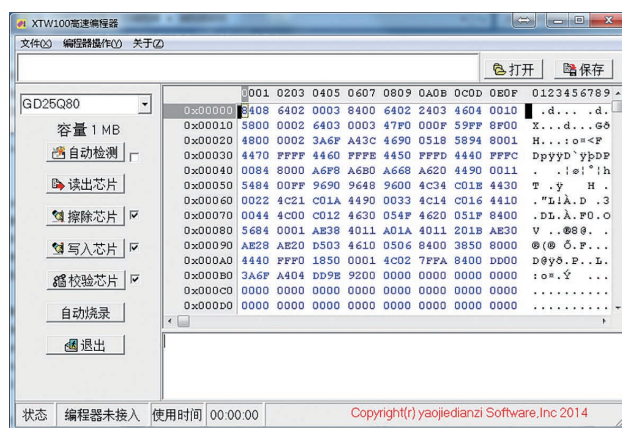 XTW100高速编程器
文件(X) 编程器操作(Y) 关于(Z)
打开 保存
GD25Q80
容量 1 MB
自动检测
读出芯片
擦除芯片
写入芯片
校验芯片
自动烧录
退出
0001 0203 0405 0607 0809 0A0B 0C0D 0E0F 0123456789
0x00000 8408 6402 0003 8400 6402 2403 4604 0010 .d.... .d.
0x00010 5800 0002 6403 0003 47F0 000F 59FF 8F00 X...d...Gð
0x00020 4800 0002 3A6F A43C 4690 0518 5894 8001 H...:o¤<F
0x00030 4470 FFFF 4460 FFFE 4450 FFFD 4440 FFFC DpÿÿD`ÿþDP
0x00040 0084 8000 A6F8 A6B0 A668 A620 4490 0011 . .¦ø¦°¦h
0x00050 5484 00FF 9690 9648 9600 4C34 C01E 4430 T .ÿ H .
0x00060 0022 4C21 C01A 4490 0033 4C14 C016 4410 ."L!À.D .3
0x00070 0044 4C00 C012 4630 054F 4620 051F 8400 .DL.À.F0.O
0x00080 5684 0001 AE38 4011 A01A 4011 201B AE30 V ..®8@. .
0x00090 AE28 AE20 D503 4610 0506 8400 3850 8000 ®(® Õ.F...
0x000A0 4440 FFF0 1850 0001 4C02 7FFA 8400 DD00 D@ÿð.P..L.
0x000B0 3A6F A404 DD9E 9200 0000 0000 0000 0000 :o¤.Ý ...
0x000C0 0000 0000 0000 0000 0000 0000 0000 0000 ..........
0x000D0 0000 0000 0000 0000 0000 0000 0000 0000 ..........
状态 编程器未接入 使用时间 00:00:00 Copyright(r) yaojiedianzi Software,Inc 2014